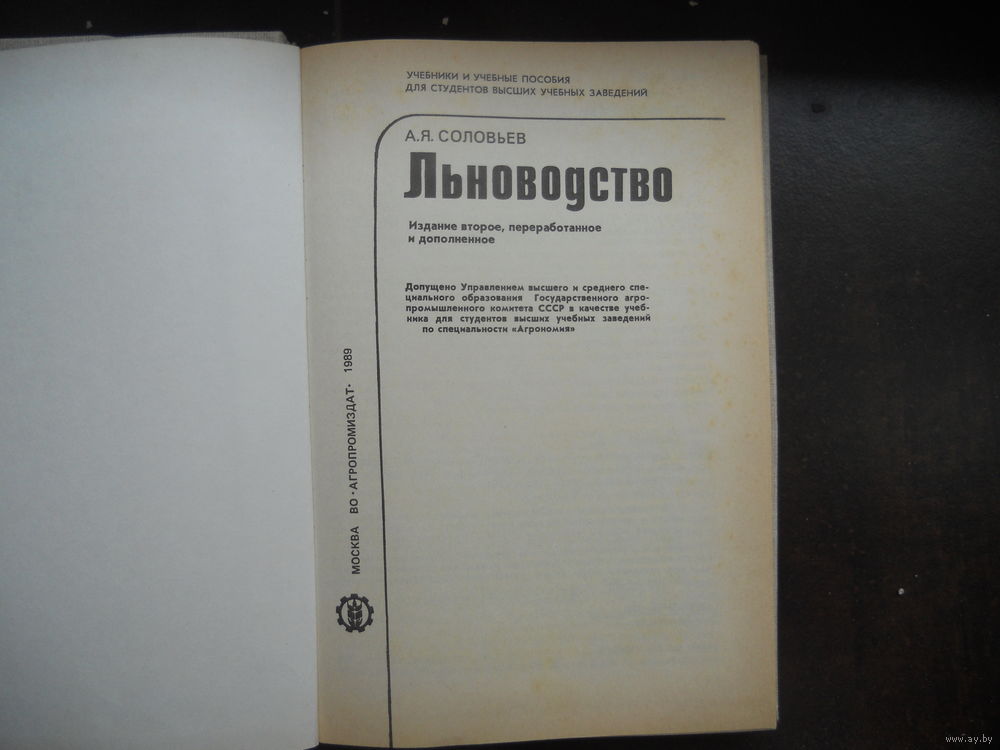 УЧЕБНИКИ И УЧЕБНЫЕ ПОСОБИЯ
ДЛЯ СТУДЕНТОВ ВЫСШИХ УЧЕБНЫХ ЗАВЕДЕНИЙ
А.Я. СОЛОВЬЕВ
Льноводство
Издание второе, переработанное
и дополненное
Допущено Управлением высшего и среднего спе-
циального образования Государственного агро-
промышленного комитета СССР в качестве учеб-
ника для студентов высших учебных заведений
по специальности «Агрономия»
МОСКВА ВО · АГРОПРОМИЗДАТ · 1989
www.ay.by